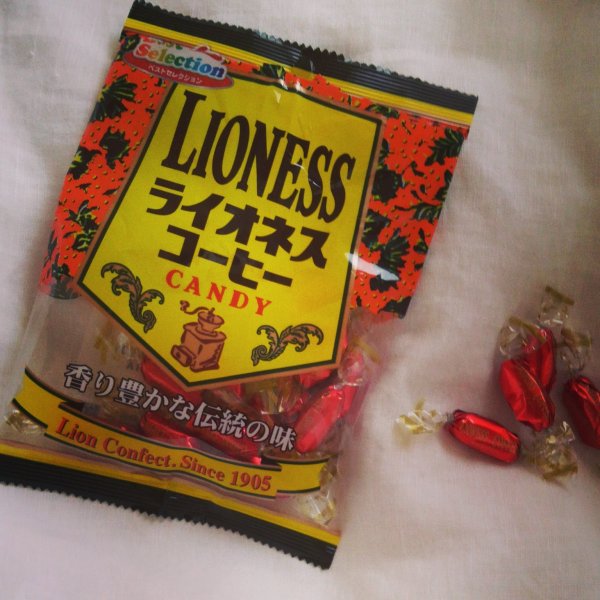 Selection
ベストセレクション
LIONESS
ライオネス
コーヒー
CANDY
香り豊かな伝統の味
Lion Confect. Since 1905